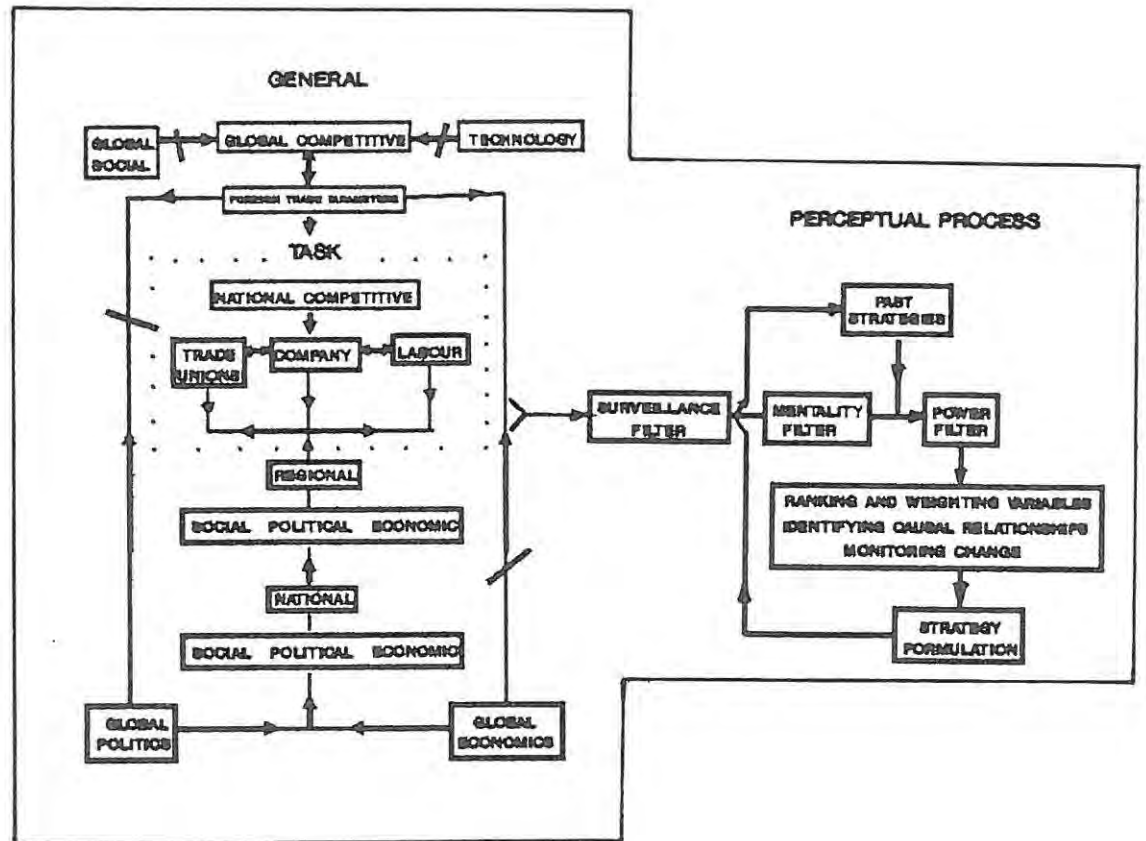 GENERAL
GLOBAL SOCIAL
GLOBAL COMPETITIVE
TECHNOLOGY
FOREIGN TRADE PARAMETERS
TASK
NATIONAL COMPETITIVE
TRADE UNIONS
COMPANY
LABOUR
REGIONAL
SOCIAL POLITICAL ECONOMIC
NATIONAL
SOCIAL POLITICAL ECONOMIC
GLOBAL POLITICS
GLOBAL ECONOMICS
PERCEPTUAL PROCESS
PAST
STRATEGIES
SURVEILLANCE
FILTER
MENTALITY
FILTER
POWER
FILTER
RANKING AND WEIGHTING VARIABLES
IDENTIFYING CAUSAL RELATIONSHIPS
MONITORING CHANGE
STRATEGY
FORMULATION